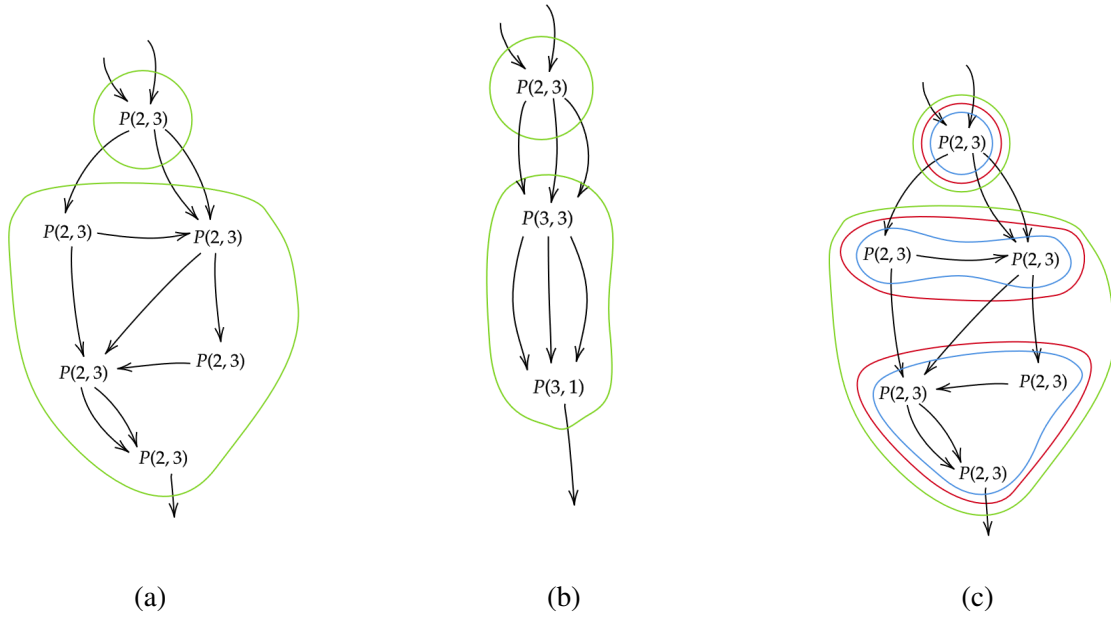 P(2, 3)
P(2, 3) P(2, 3)
P(2, 3) P(2, 3)
P(2, 3)
(a)
P(2, 3)
P(3, 3)
P(3, 1)
(b)
P(2, 3)
P(2, 3) P(2, 3)
P(2, 3) P(2, 3)
P(2, 3)
(c)